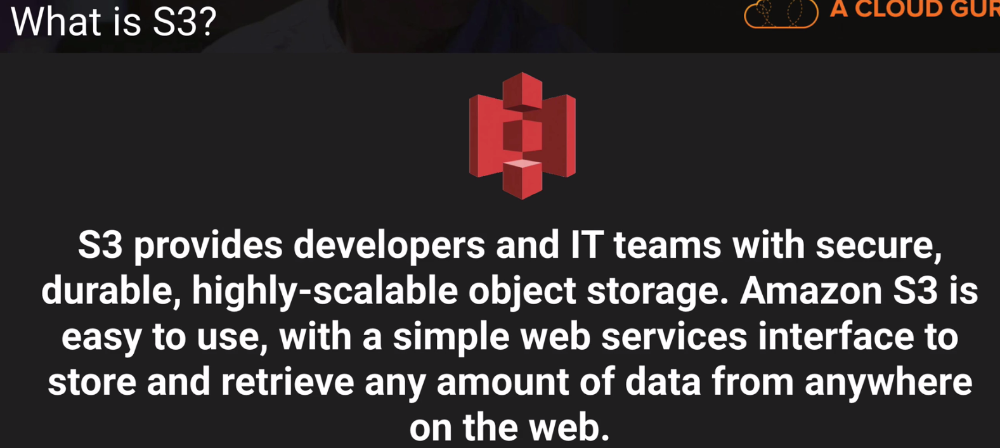 What is S3?
A CLOUD GUR
S3 provides developers and IT teams with secure,
durable, highly-scalable object storage. Amazon S3 is
easy to use, with a simple web services interface to
store and retrieve any amount of data from anywhere
on the web.